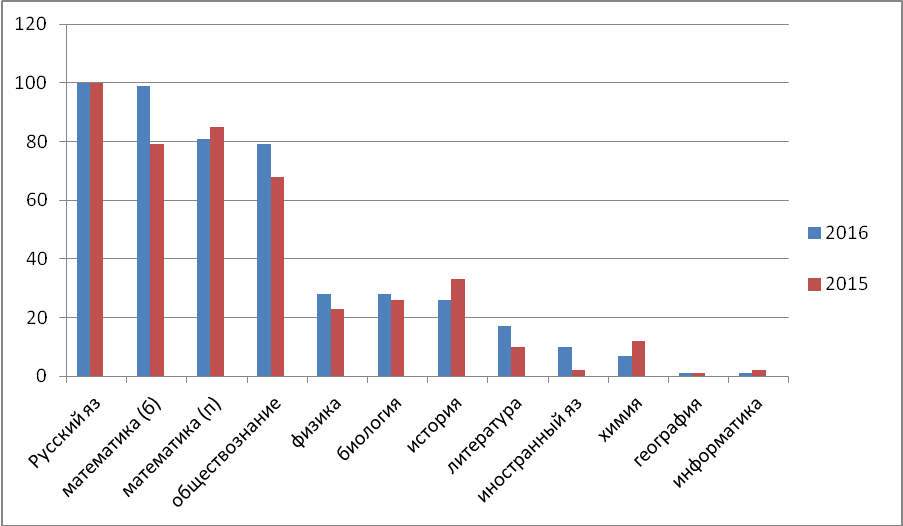 120
100
80
60
40
20
0
Русский яз
математика (б)
математика (п)
обществознание
физика
биология
история
литература
иностранный яз
химия
география
информатика
2016
2015